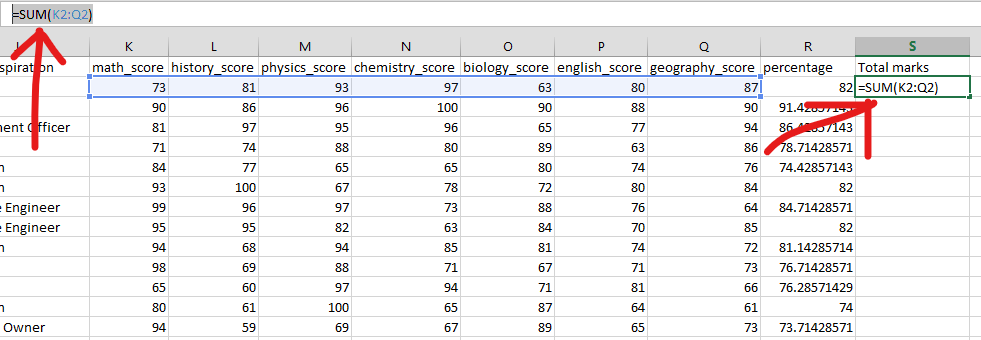 =SUM(K2:Q2)
K L M N O P Q R S
spiration math_score history_score physics_score chemistry_score biology_score english_score geography_score percentage Total marks
73 81 93 97 63 80 87 82 =SUM(K2:Q2)
90 86 96 100 90 88 90 91.42857143
nent Officer 81 97 95 96 65 77 94 86.42857143
71 74 88 80 89 63 86 78.71428571
n 84 77 65 65 80 74 76 74.42857143
n 93 100 67 78 72 80 84 82
e Engineer 99 96 97 73 88 76 64 84.71428571
e Engineer 95 95 82 63 84 70 85 82
n 94 68 94 85 81 74 72 81.14285714
98 69 88 71 67 71 73 76.71428571
65 60 97 94 71 81 66 76.28571429
n 80 61 100 65 87 64 61 74
Owner 94 59 69 67 89 65 73 73.71428571